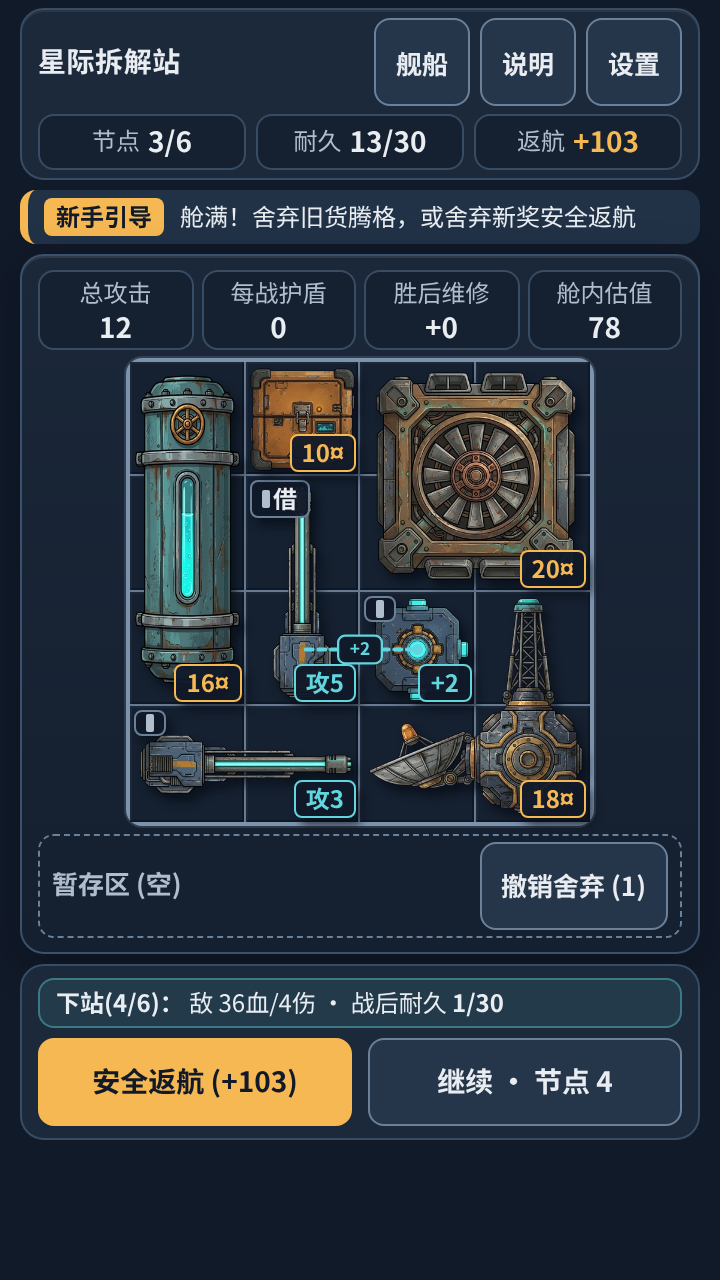 星际拆解站
舰船
说明
设置
节点 3/6
耐久 13/30
返航 +103
新手引导 舱满！舍弃旧货腾格，或舍弃新奖安全返航
总攻击
12
每战护盾
0
胜后维修
+0
舱内估值
78
10¤
借
20¤
+2
16¤
攻5
+2
攻3
18¤
暂存区 (空)
撤销舍弃 (1)
下站(4/6)： 敌 36血/4伤 · 战后耐久 1/30
安全返航 (+103)
继续 · 节点 4